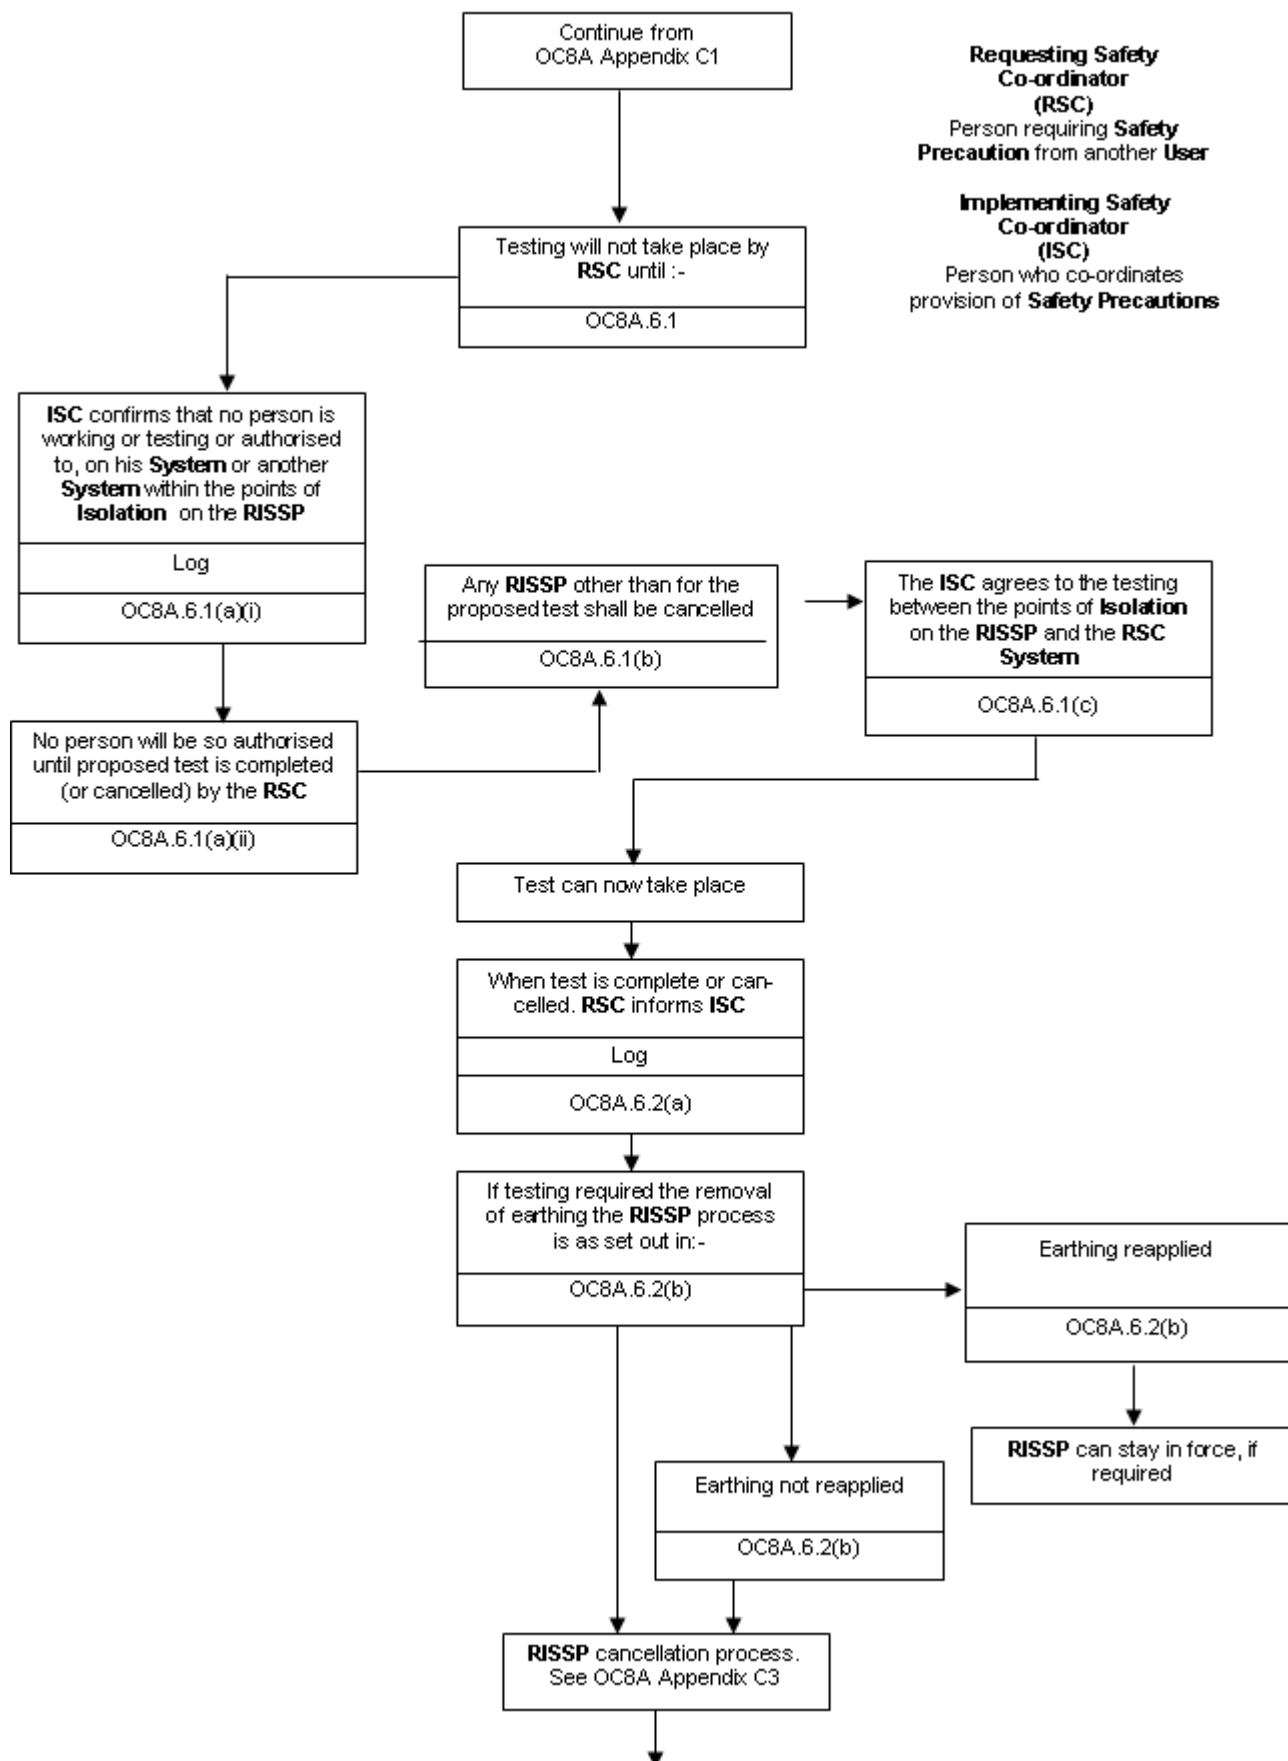 Continue from
OC8A Appendix C1
Requesting Safety
Co-ordinator
(RSC)
Person requiring Safety
Precaution from another User
Implementing Safety
Co-ordinator
(ISC)
Person who co-ordinates
provision of Safety Precautions
Testing will not take place by
RSC until :-
OC8A.6.1
ISC confirms that no person is
working or testing or authorised
to, on his System or another
System within the points of
Isolation on the RISSP
Log
OC8A.6.1(a)(i)
No person will be so authorised
until proposed test is completed
(or cancelled) by the RSC
OC8A.6.1(a)(ii)
Any RISSP other than for the
proposed test shall be cancelled
OC8A.6.1(b)
The ISC agrees to the testing
between the points of Isolation
on the RISSP and the RSC
System
OC8A.6.1(c)
Test can now take place
When test is complete or can-
celled. RSC informs ISC
Log
OC8A.6.2(a)
If testing required the removal
of earthing the RISSP process
is as set out in:-
OC8A.6.2(b)
Earthing reapplied
OC8A.6.2(b)
RISSP can stay in force, if
required
Earthing not reapplied
OC8A.6.2(b)
RISSP cancellation process.
See OC8A Appendix C3